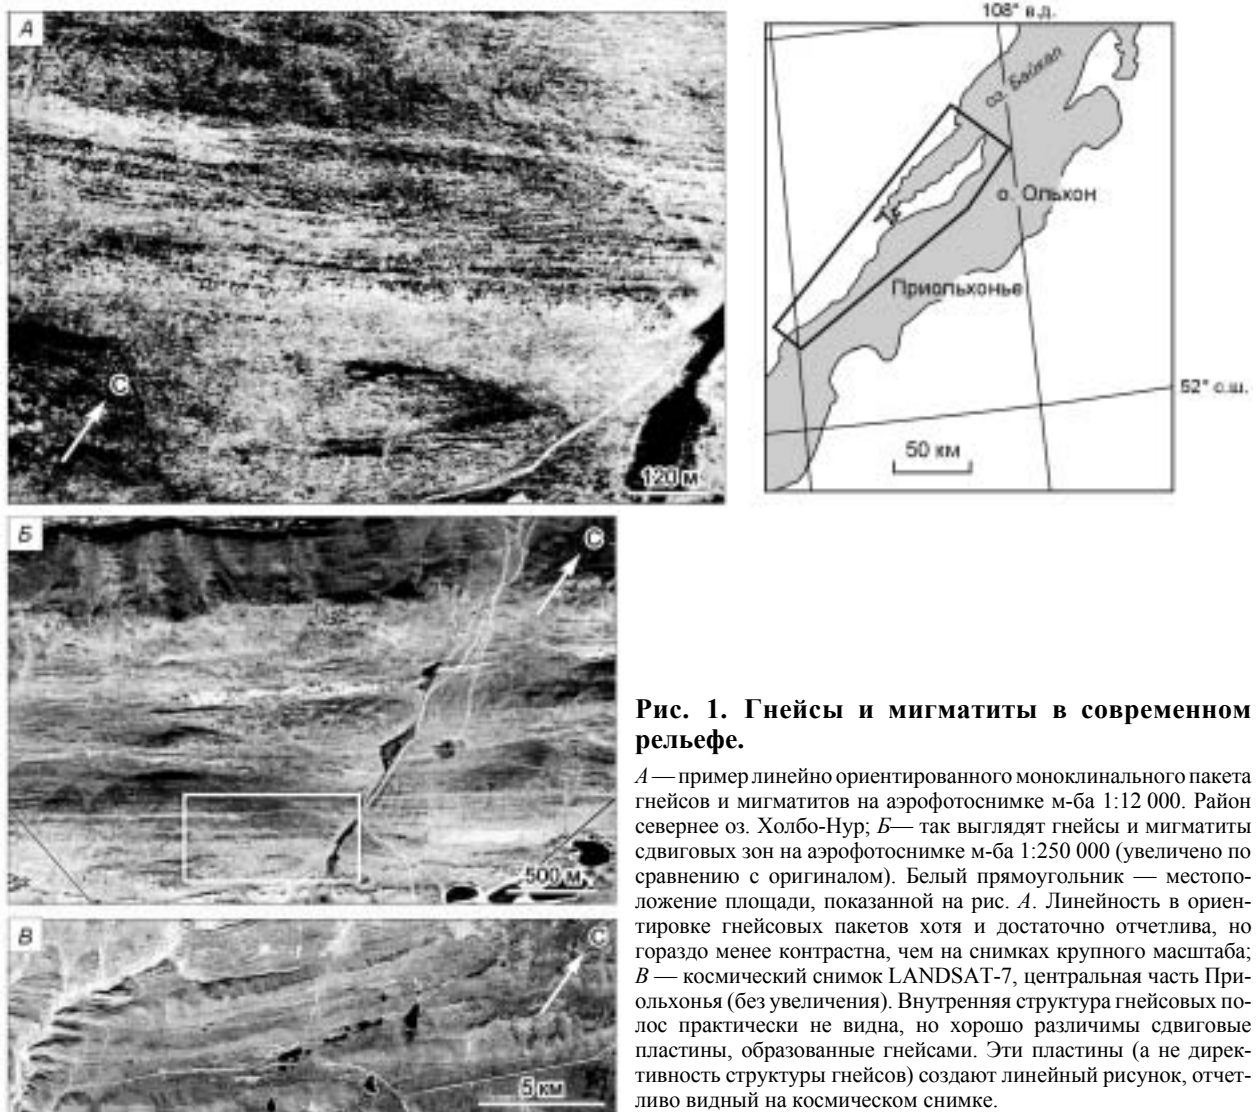 А
С
120 м
108° в.д.
оз. Байкал
о. Ольхон
Приольхонье
52° с.ш.
50 км
Б
С
500 м
В
С
5 км
Рис. 1. Гнейсы и мигматиты в современном
рельефе.
А — пример линейно ориентированного моноклинального пакета
гнейсов и мигматитов на аэрофотоснимке м-ба 1:12 000. Район
севернее оз. Холбо-Нур; Б— так выглядят гнейсы и мигматиты
сдвиговых зон на аэрофотоснимке м-ба 1:250 000 (увеличено по
сравнению с оригиналом). Белый прямоугольник — местопо-
ложение площади, показанной на рис. А. Линейность в ориен-
тировке гнейсовых пакетов хотя и достаточно отчетлива, но
гораздо менее контрастна, чем на снимках крупного масштаба;
В — космический снимок LANDSAT-7, центральная часть При-
ольхонья (без увеличения). Внутренняя структура гнейсовых по-
лос практически не видна, но хорошо различимы сдвиговые
пластины, образованные гнейсами. Эти пластины (а не дирек-
тивность структуры гнейсов) создают линейный рисунок, отчет-
ливо видный на космическом снимке.